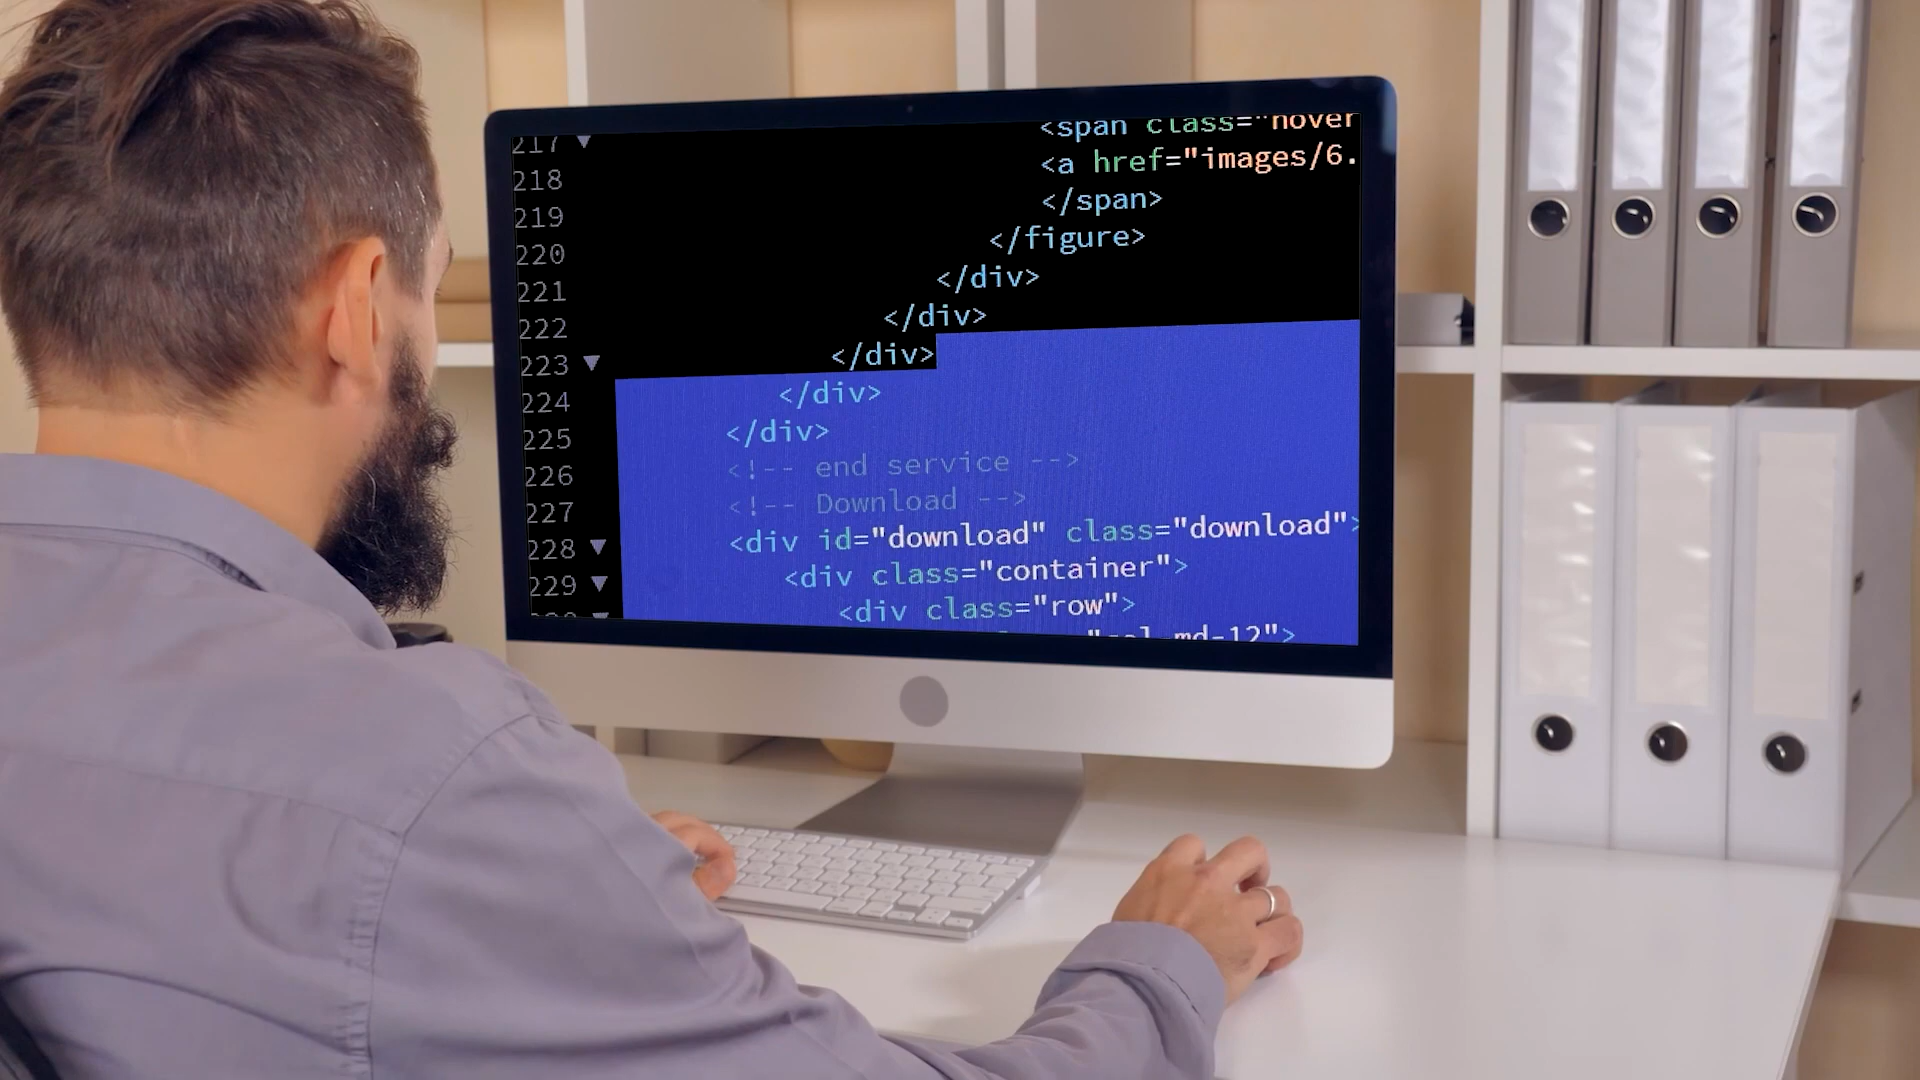 217 <span class="hover
218 <a href="images/6.
219 </span>
220 </figure>
221 </div>
222 </div>
223 </div>
224 </div>
225 </div>
226 <!-- end service -->
227 <!-- Download -->
228 <div id="download" class="download">
229 <div class="container">
<div class="row">
md-12">